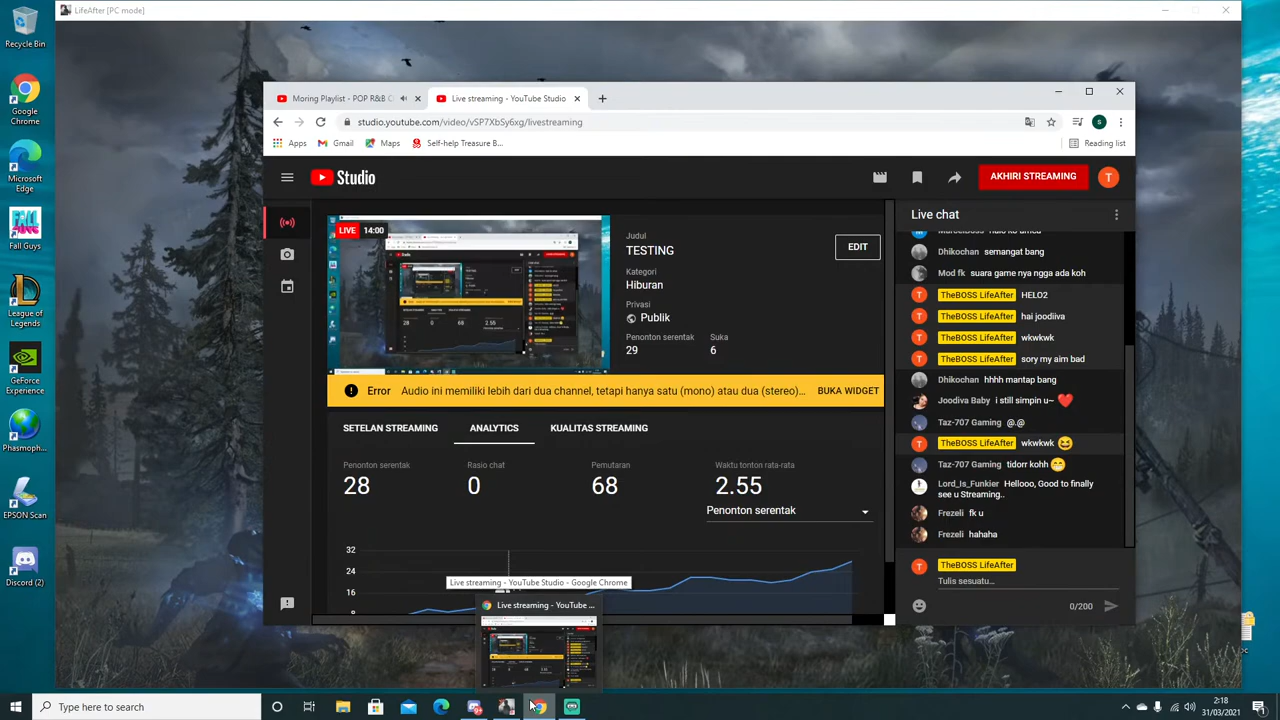 LifeAfter [PC mode]
Recycle Bin
Google Chrome
Microsoft Edge
FALL GUYS
Fall Guys
League of Legends
GeForce Experience
Phasmoph...
EPSON Scan
Discord (2)
Moring Playlist - POP R&B C
Live streaming - YouTube Studio
studio.youtube.com/video/vSP7XbSy6xg/livestreaming
S
Apps
Gmail
Maps
Self-help Treasure B...
Reading list
Studio
AKHIRI STREAMING
T
LIVE 14:00
Judul
TESTING
EDIT
Kategori
Hiburan
Privasi
Publik
Penonton serentak
29
Suka
6
Error Audio ini memiliki lebih dari dua channel, tetapi hanya satu (mono) atau dua (stereo)... BUKA WIDGET
SETELAN STREAMING
ANALYTICS
KUALITAS STREAMING
Penonton serentak
28
Rasio chat
0
Pemutaran
68
Waktu tonton rata-rata
2.55
Penonton serentak
32
24
16
8
Live streaming - YouTube Studio - Google Chrome
Live streaming - YouTube ...
Live chat
Dhikochan semangat bang
Mod fk suara game nya ngga ada koh
T TheBOSS LifeAfter HELO2
T TheBOSS LifeAfter hai joodiiva
T TheBOSS LifeAfter wkwkwk
T TheBOSS LifeAfter sory my aim bad
Dhikochan hhhh mantap bang
Joodiva Baby i still simpin u~ ❤️
Taz-707 Gaming @.@
T TheBOSS LifeAfter wkwkwk 😆
Taz-707 Gaming tidorr kohh 😁
Lord_Is_Funkier Hellooo, Good to finally
see u Streaming..
Frezeli fk u
Frezeli hahaha
T TheBOSS LifeAfter
Tulis sesuatu...
0/200
Type here to search
2:18
31/03/2021